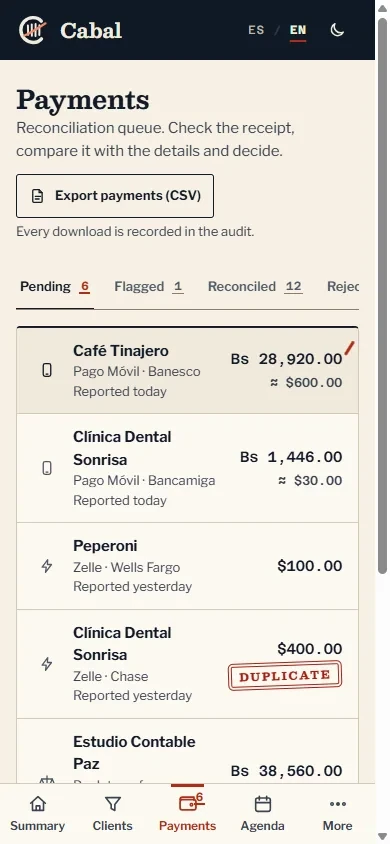 Cabal
ES / EN
Payments
Reconciliation queue. Check the receipt,
compare it with the details and decide.
Export payments (CSV)
Every download is recorded in the audit.
Pending 6 Flagged 1 Reconciled 12 Rejec
Café Tinajero
Pago Móvil · Banesco
Reported today
Bs 28,920.00
≈ $600.00
Clínica Dental
Sonrisa
Pago Móvil · Bancamiga
Reported today
Bs 1,446.00
≈ $30.00
Peperoni
Zelle · Wells Fargo
Reported yesterday
$100.00
Clínica Dental
Sonrisa
Zelle · Chase
Reported yesterday
$400.00
DUPLICATE
Estudio Contable
Paz
Bs 38,560.00
6
Summary Clients Payments Agenda More